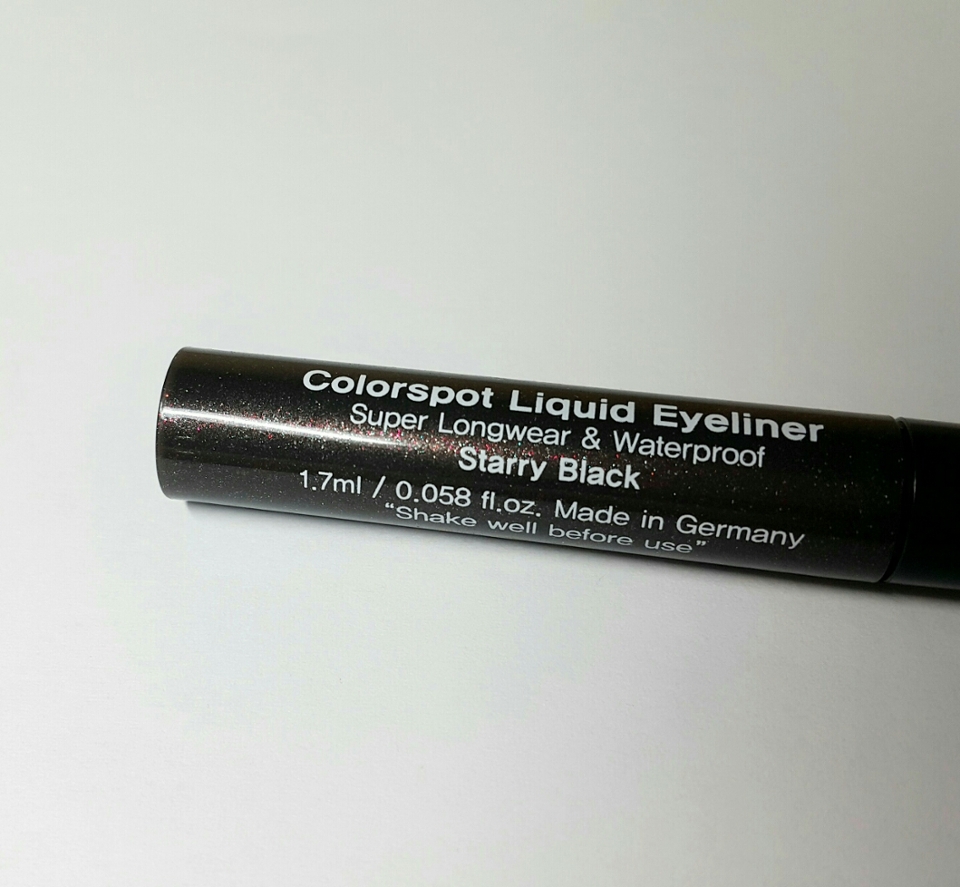 Colorspot Liquid Eyeliner
Super Longwear & Waterproof
Starry Black
1.7ml / 0.058 fl.oz. Made in Germany
“Shake well before use”